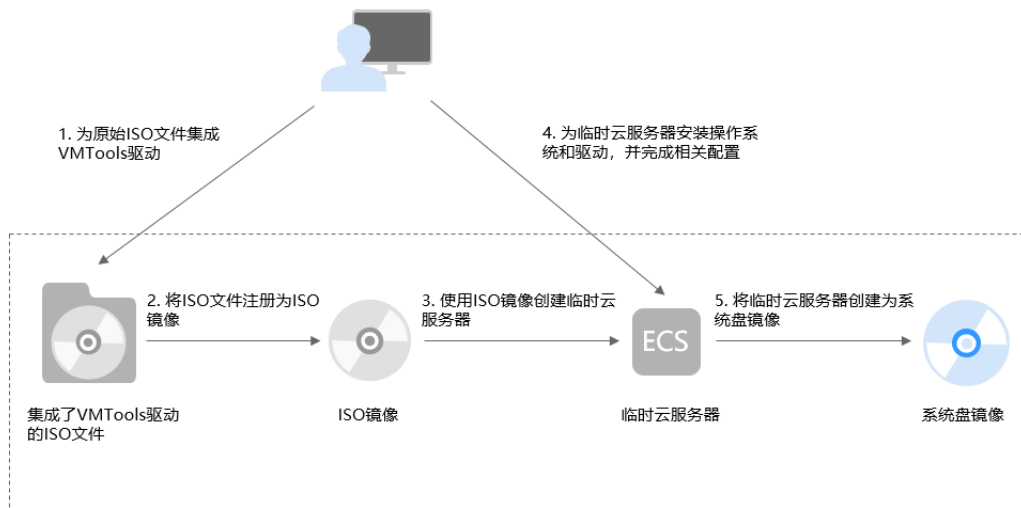 1. 为原始ISO文件集成
VMTools驱动
4. 为临时云服务器安装操作系
统和驱动，并完成相关配置
2. 将ISO文件注册为ISO
镜像
3. 使用ISO镜像创建临时云
服务器
5. 将临时云服务器创建为系
统盘镜像
ECS
集成了VMTools驱动
的ISO文件
ISO镜像
临时云服务器
系统盘镜像